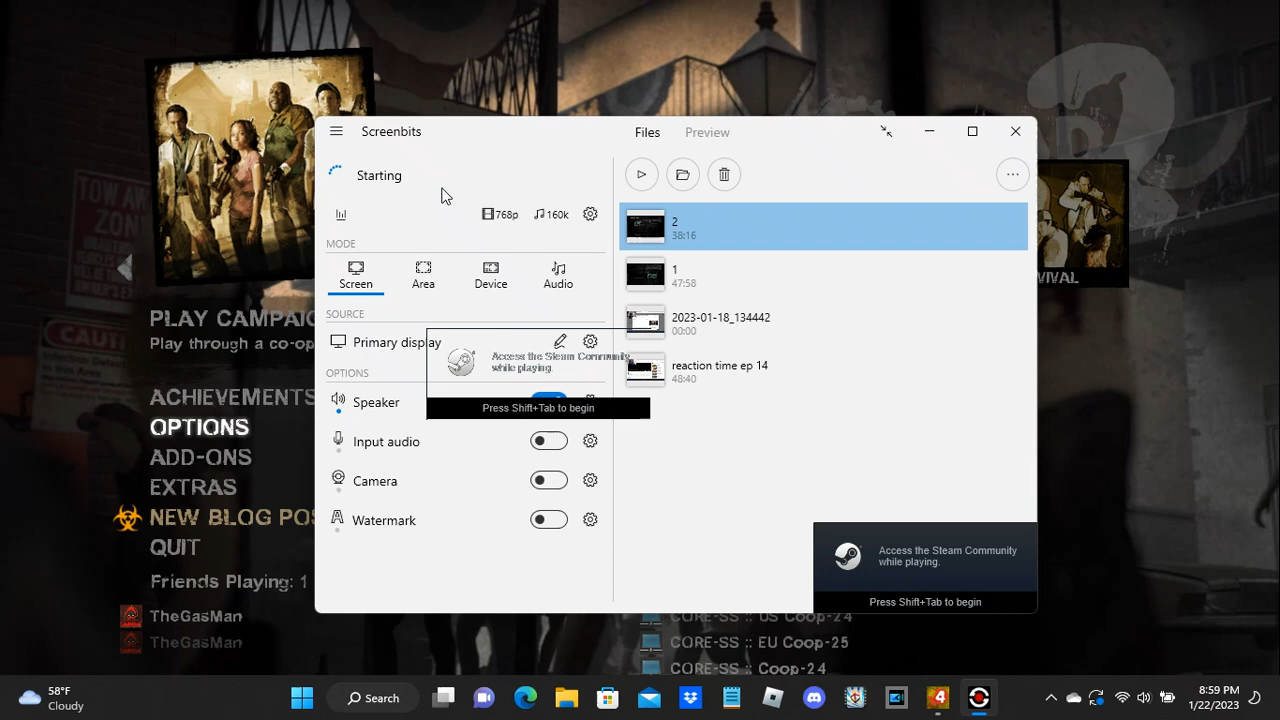 Screenbits
Files
Preview
Starting
768p
160k
MODE
Screen
Area
Device
Audio
SOURCE
Primary display
Access the Steam Community
while playing.
Press Shift+Tab to begin
OPTIONS
Speaker
Input audio
Camera
Watermark
2
38:16
1
47:58
2023-01-18_134442
00:00
reaction time ep 14
48:40
Access the Steam Community
while playing.
Press Shift+Tab to begin
TOW AWAY
ZONE
CAUTION
VIVAL
PLAY CAMPAIG
Play through a co-op
ACHIEVEMENTS
OPTIONS
ADD-ONS
EXTRAS
NEW BLOG POS
QUIT
Friends Playing: 1
TheGasMan
TheGasMan
CORE-SS :: US Coop-24
CORE-SS :: EU Coop-25
CORE-SS :: Coop-24
58°F
Cloudy
Search
4
8:59 PM
1/22/2023